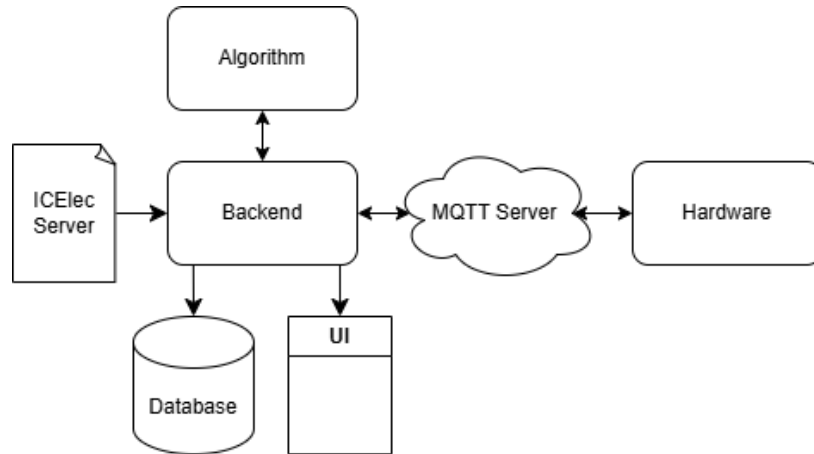 Algorithm
ICElec
Server
Backend
MQTT Server
Hardware
Database
UI